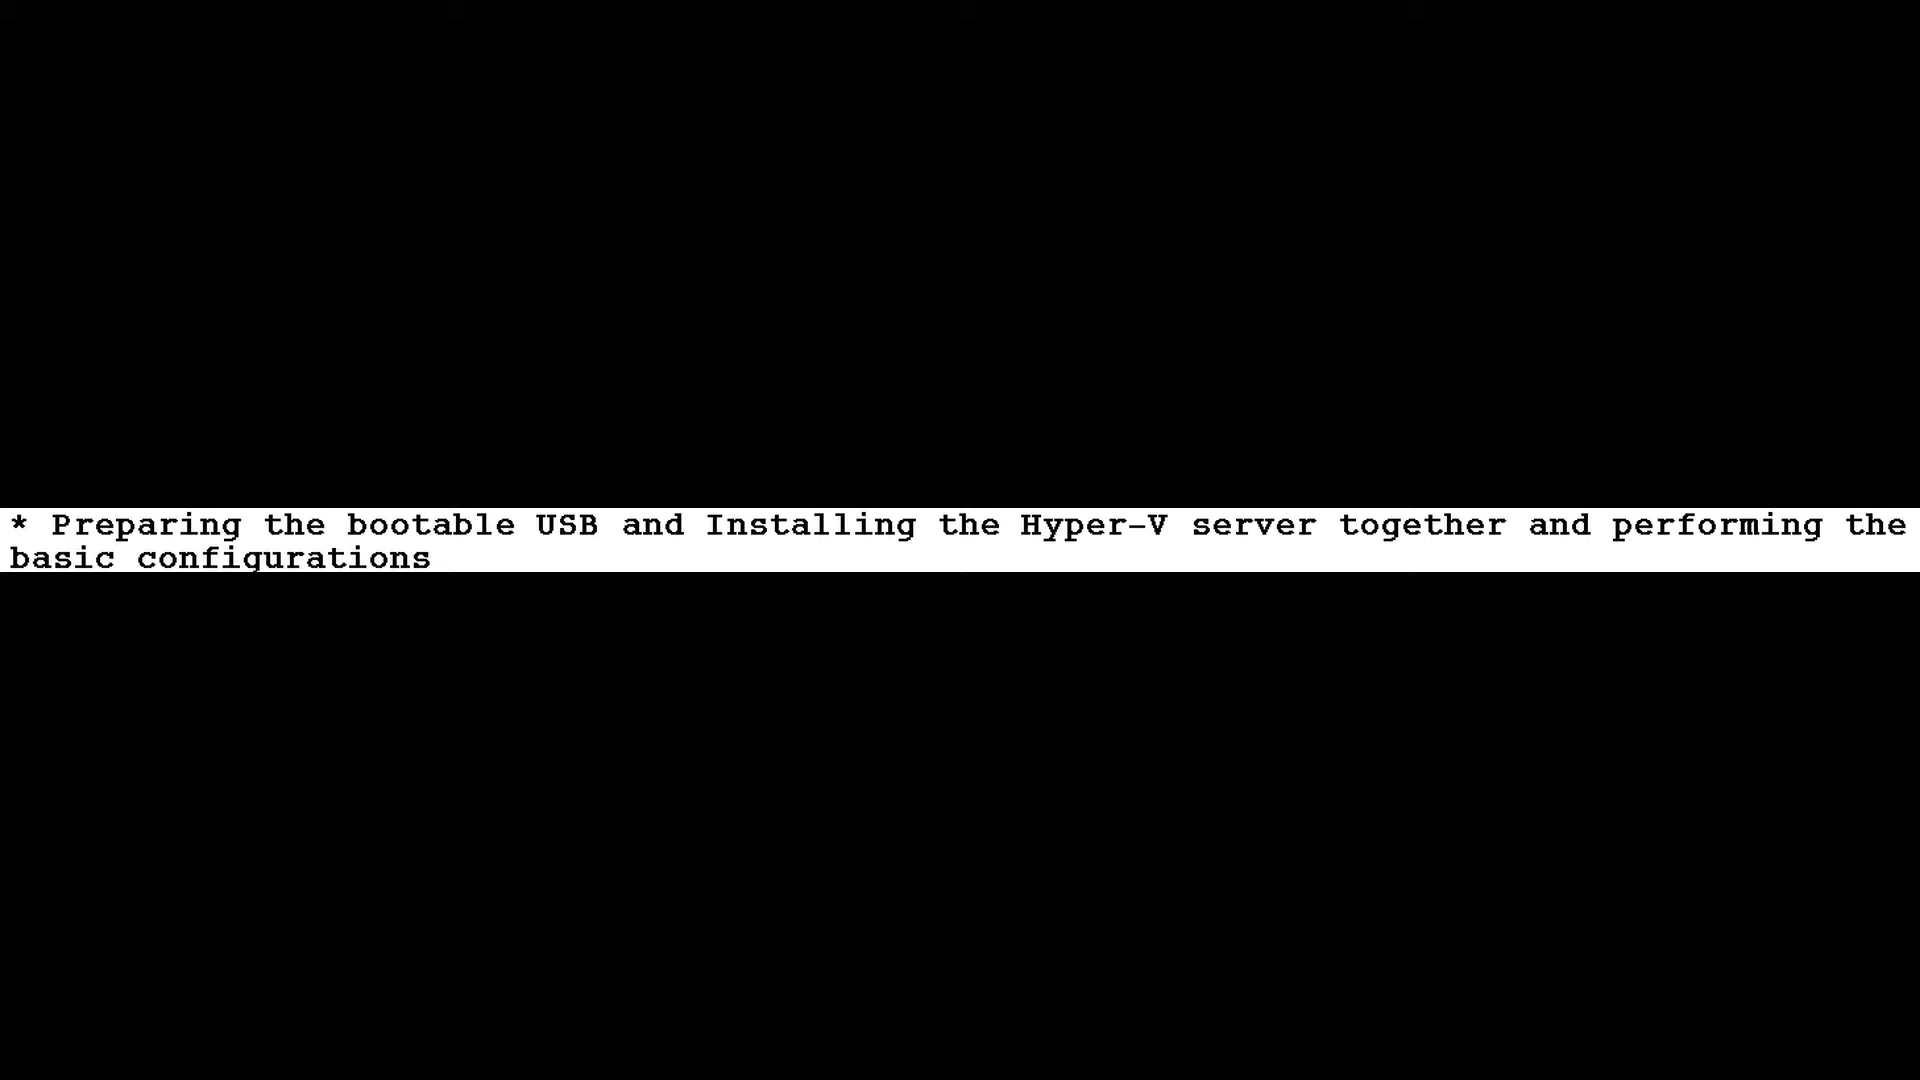 * Preparing the bootable USB and Installing the Hyper-V server together and performing the
basic configurations